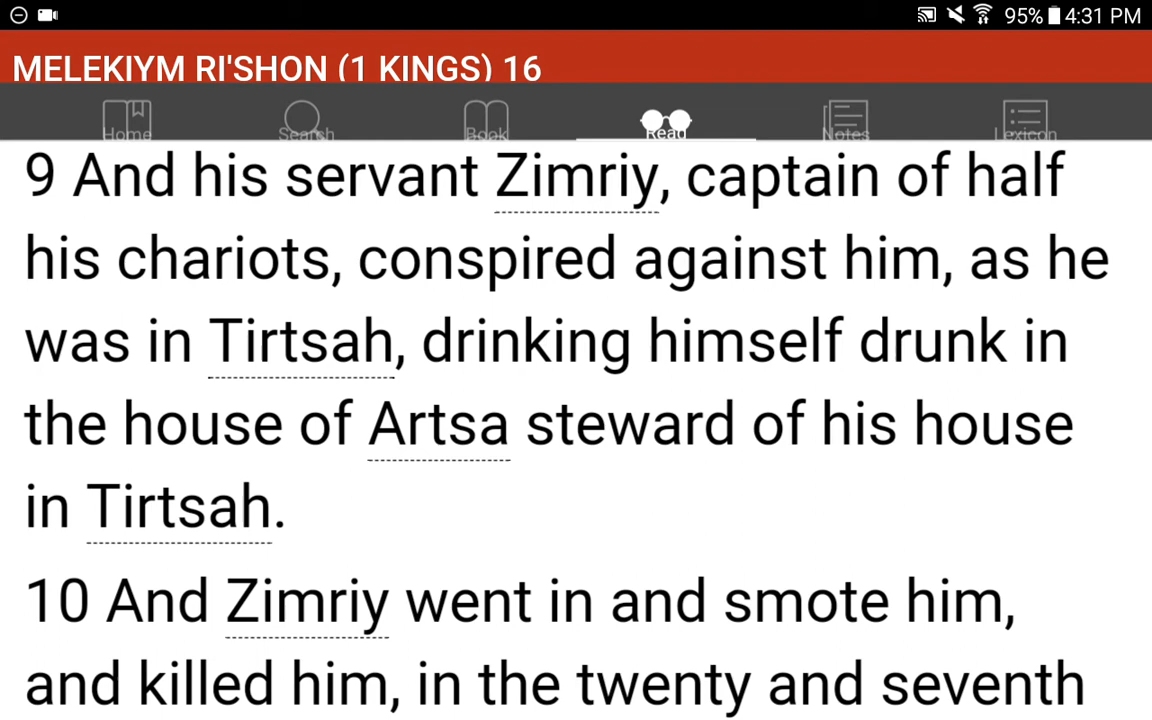 95% 4:31 PM
MELEKIYM RI'SHON (1 KINGS) 16
Home Search Book Read Notes Lexicon
9 And his servant Zimriy, captain of half
his chariots, conspired against him, as he
was in Tirtsah, drinking himself drunk in
the house of Artsa steward of his house
in Tirtsah.
10 And Zimriy went in and smote him,
and killed him, in the twenty and seventh